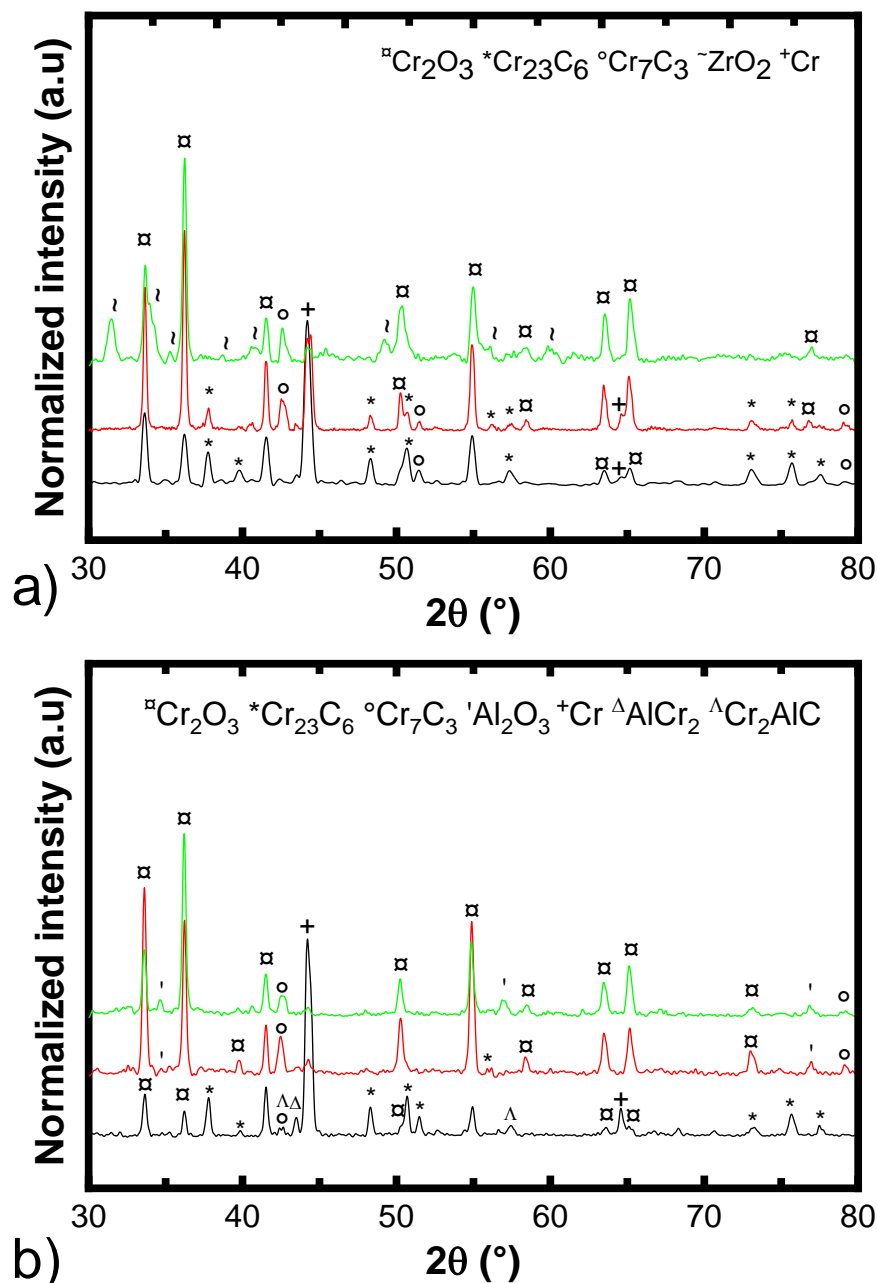 ¤Cr2O3 *Cr23C6 °Cr7C3 ~ZrO2 +Cr
Normalized intensity (a.u)
30 40 50 60 70 80
2θ (°)
a)
¤Cr2O3 *Cr23C6 °Cr7C3 'Al2O3 +Cr ΔAlCr2 ΛCr2AlC
Normalized intensity (a.u)
30 40 50 60 70 80
2θ (°)
b)